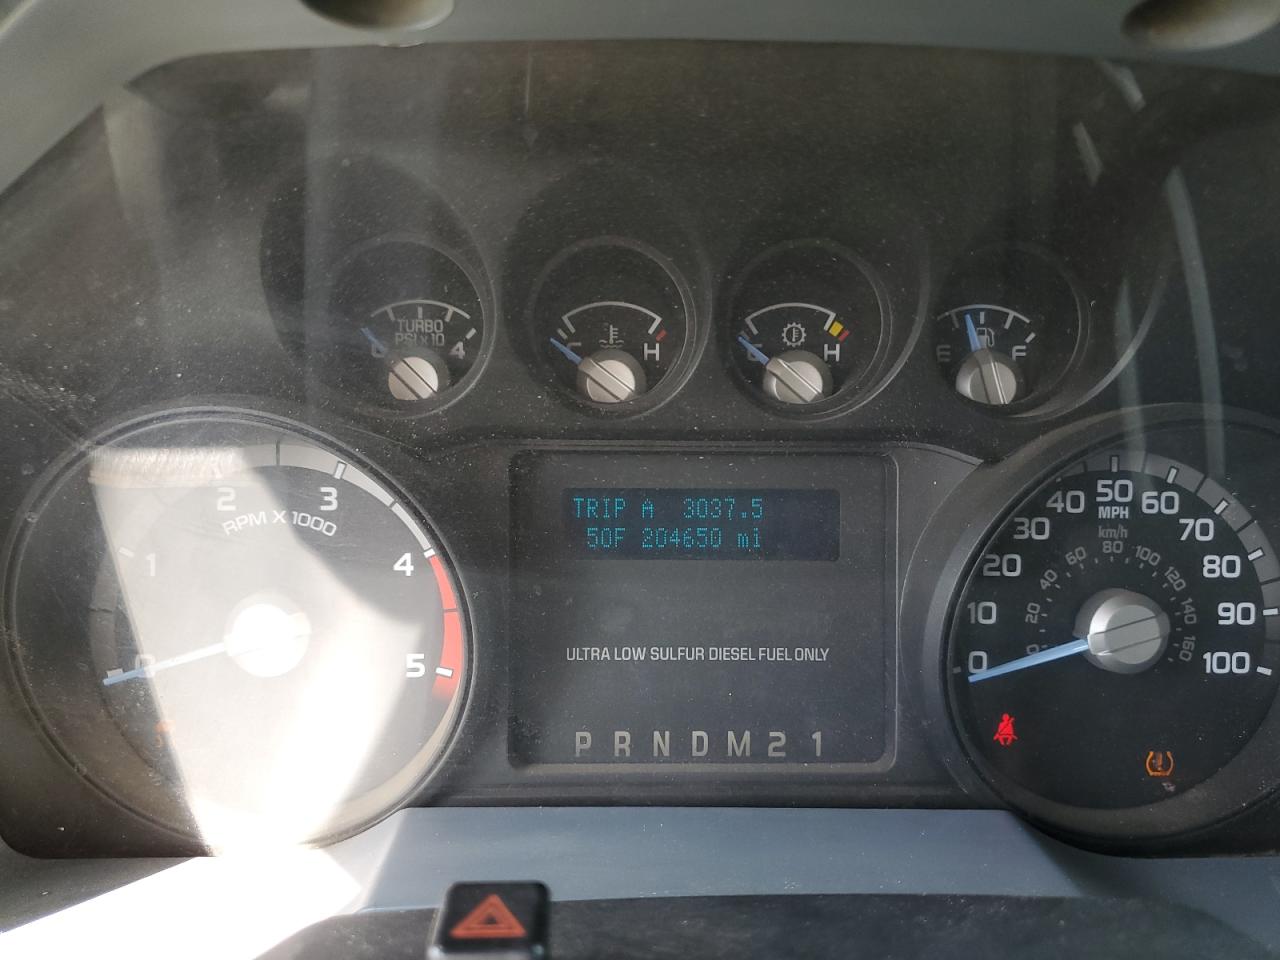 TURBO
PSI x 10
0 4
C H
C H
E F
0 1 2 3 4 5
RPM X 1000
TRIP A 3037.5
50F 204650 mi
ULTRA LOW SULFUR DIESEL FUEL ONLY
P R N D M 2 1
0 10 20 30 40 50 60 70 80 90 100
MPH
km/h
0 20 40 60 80 100 120 140 160